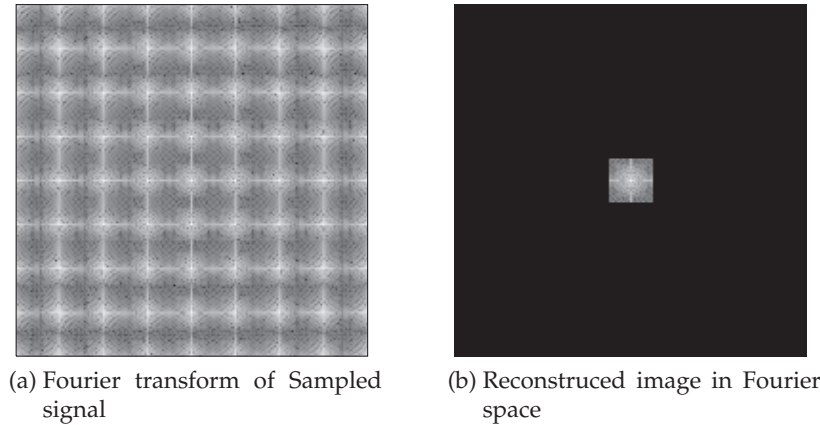 (a) Fourier transform of Sampled
signal
(b) Reconstruced image in Fourier
space